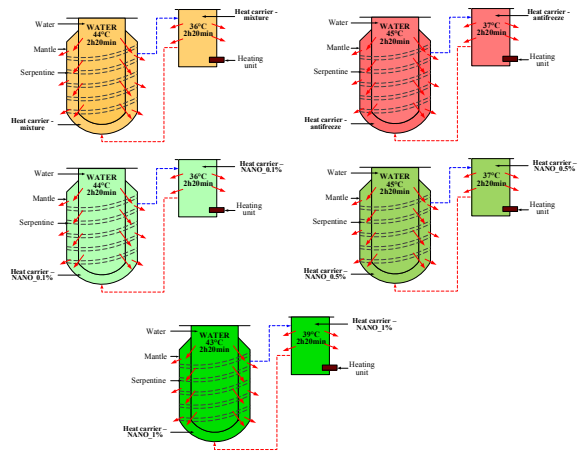 Water
WATER
44°C
2h20min
Mantle
Serpentine
Heat carrier -
mixture
36°C
2h20min
Heat carrier -
mixture
Heating
unit
Water
WATER
45°C
2h20min
Mantle
Serpentine
Heat carrier -
antifreeze
37°C
2h20min
Heat carrier -
antifreeze
Heating
unit
Water
WATER
44°C
2h20min
Mantle
Serpentine
Heat carrier –
NANO_0.1%
36°C
2h20min
Heat carrier –
NANO_0.1%
Heating
unit
Water
WATER
45°C
2h20min
Mantle
Serpentine
Heat carrier –
NANO_0.5%
37°C
2h20min
Heat carrier –
NANO_0.5%
Heating
unit
Water
WATER
43°C
2h20min
Mantle
Serpentine
Heat carrier –
NANO_1%
39°C
2h20min
Heat carrier –
NANO_1%
Heating
unit